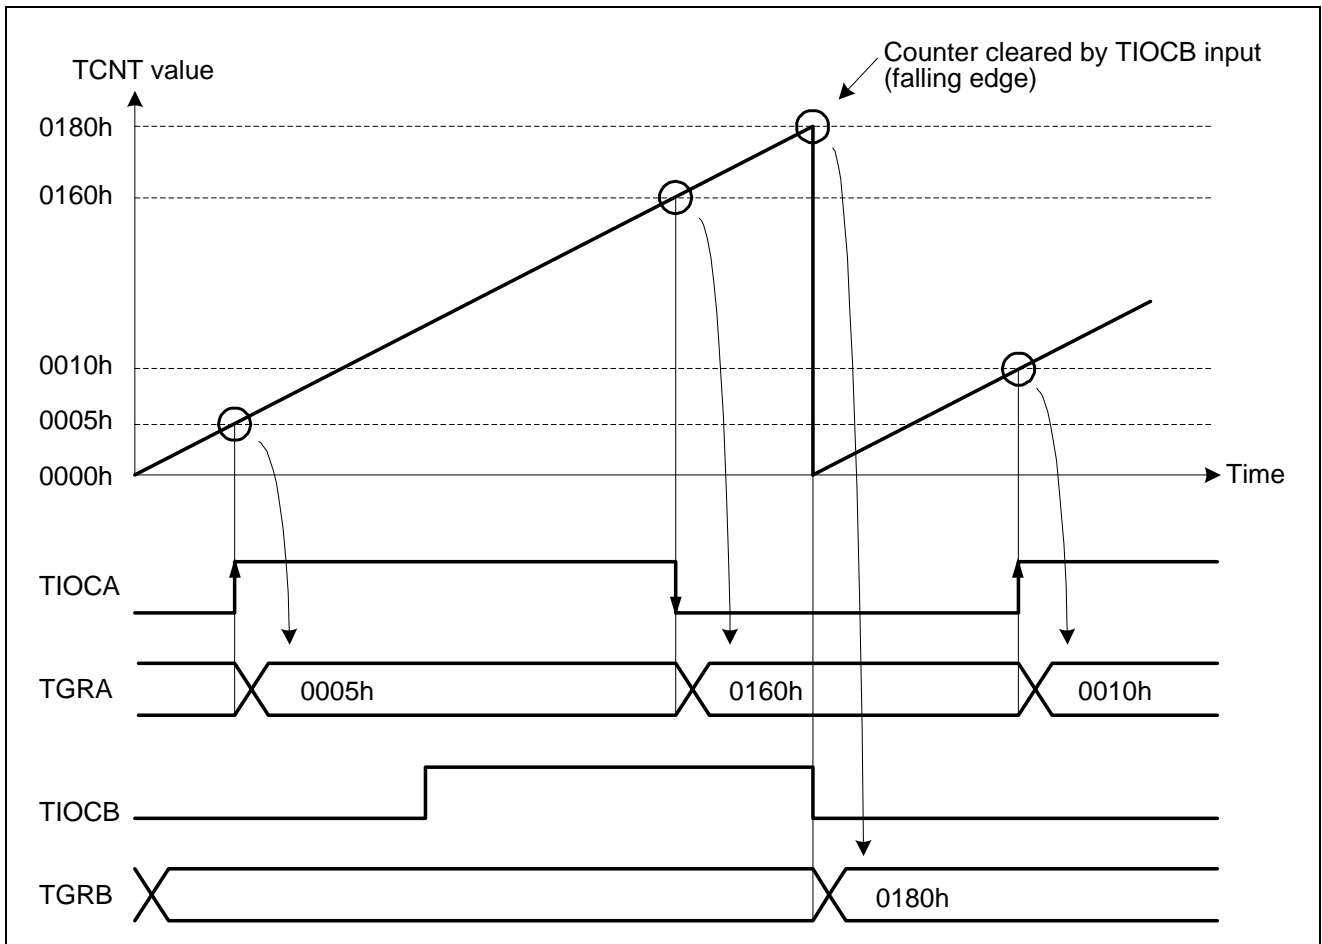 Counter cleared by TIOCB input
(falling edge)
TCNT value
0180h
0160h
0010h
0005h
0000h
Time
TIOCA
TGRA
0005h
0160h
0010h
TIOCB
TGRB
0180h